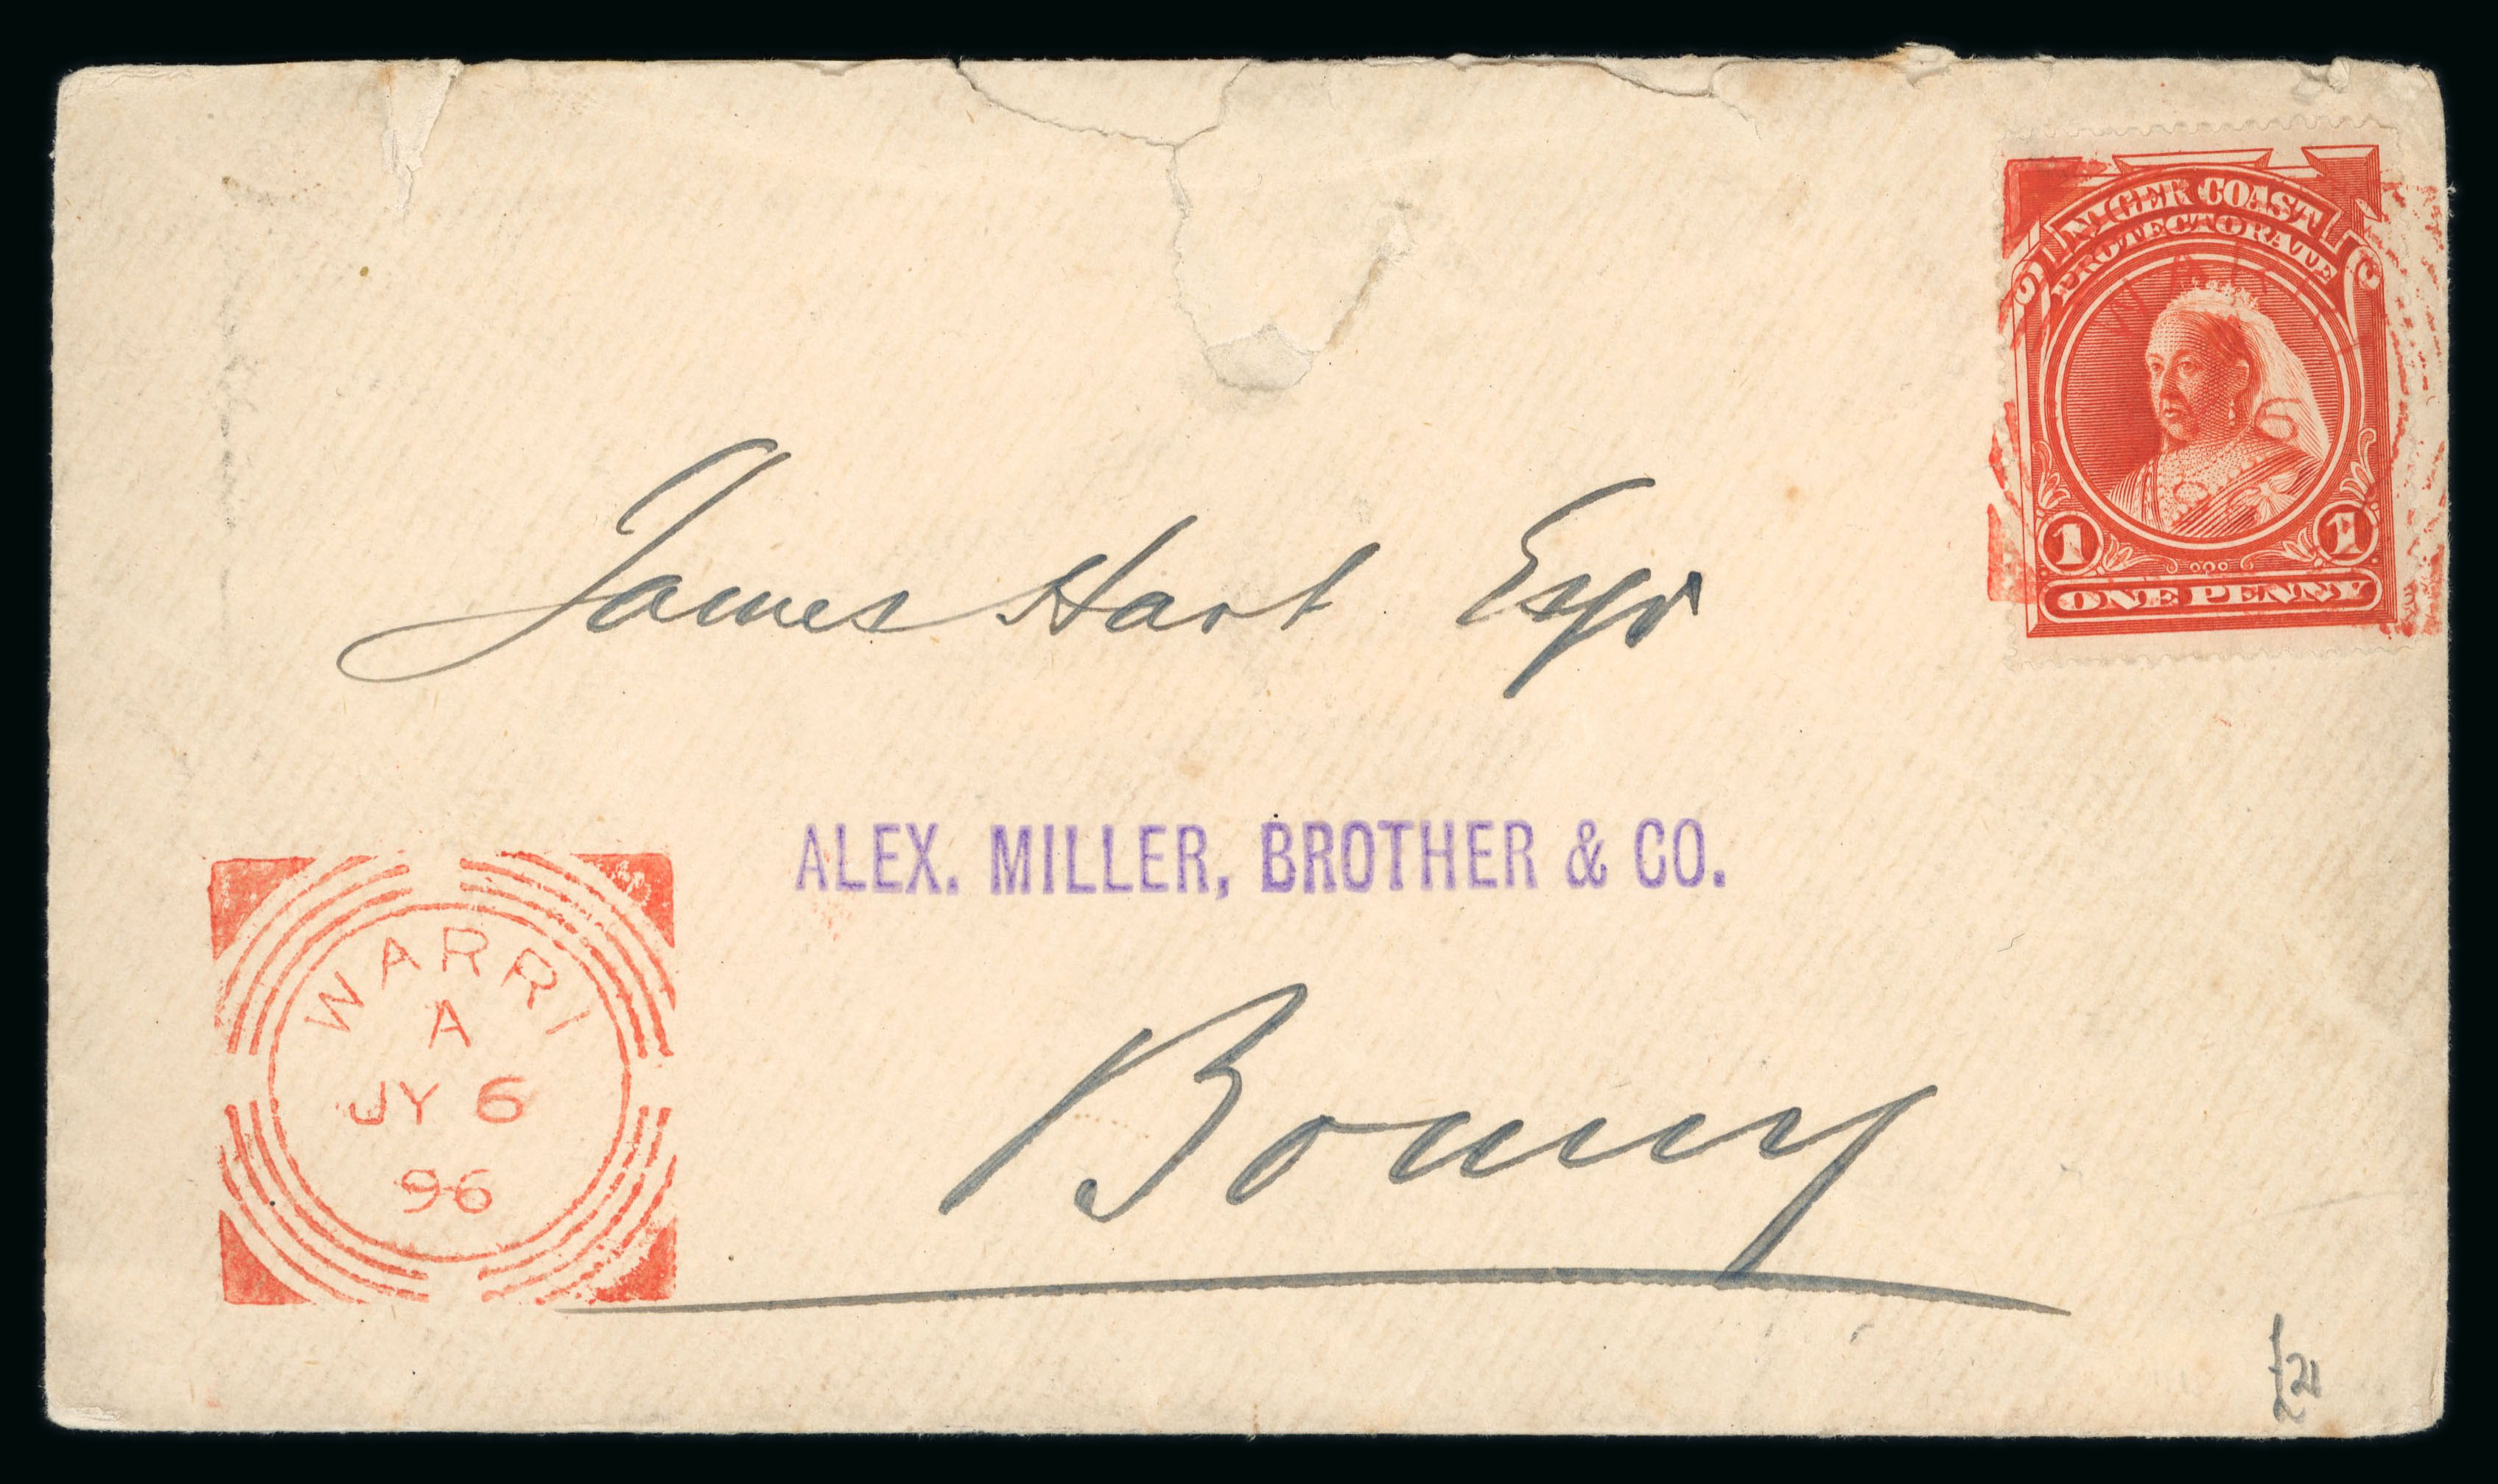 NIGER COAST
PROTECTORATE
1 1
ONE PENNY
James Hart Esqr
ALEX. MILLER, BROTHER & CO.
Bonny
WARRI
A
JY 6
96